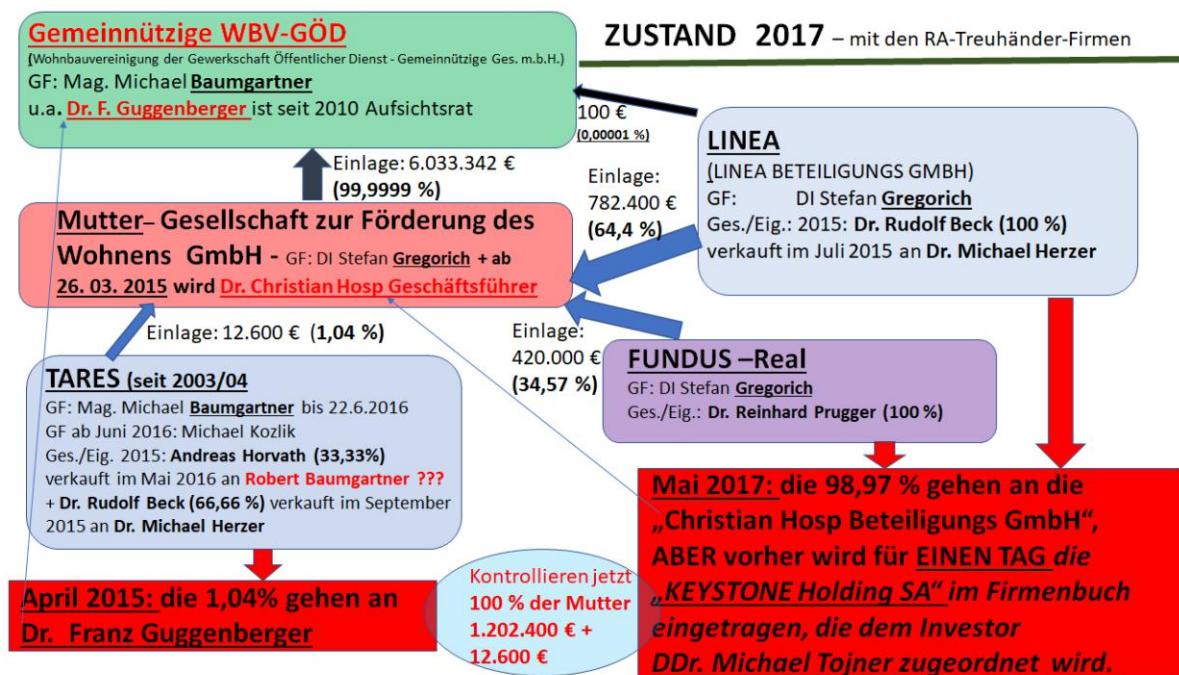 Gemeinnützige WBV-GÖD
(Wohnbauvereinigung der Gewerkschaft Öffentlicher Dienst - Gemeinnützige Ges. m.b.H.)
GF: Mag. Michael Baumgartner
u.a. Dr. F. Guggenberger ist seit 2010 Aufsichtsrat
ZUSTAND 2017 – mit den RA-Treuhänder-Firmen
100 €
(0,00001 %)
Einlage: 6.033.342 €
(99,9999 %)
Einlage:
782.400 €
(64,4 %)
LINEA
(LINEA BETEILIGUNGS GMBH)
GF: DI Stefan Gregorich
Ges./Eig.: 2015: Dr. Rudolf Beck (100 %)
verkauft im Juli 2015 an Dr. Michael Herzer
Mutter– Gesellschaft zur Förderung des
Wohnens GmbH - GF: DI Stefan Gregorich + ab
26. 03. 2015 wird Dr. Christian Hosp Geschäftsführer
Einlage: 12.600 € (1,04 %)
Einlage:
420.000 €
(34,57 %)
FUNDUS –Real
GF: DI Stefan Gregorich
Ges./Eig.: Dr. Reinhard Prugger (100 %)
TARES (seit 2003/04
GF: Mag. Michael Baumgartner bis 22.6.2016
GF ab Juni 2016: Michael Kozlik
Ges./Eig. 2015: Andreas Horvath (33,33%)
verkauft im Mai 2016 an Robert Baumgartner ???
+ Dr. Rudolf Beck (66,66 %) verkauft im September
2015 an Dr. Michael Herzer
April 2015: die 1,04% gehen an
Dr. Franz Guggenberger
Kontrollieren jetzt
100 % der Mutter
1.202.400 € +
12.600 €
Mai 2017: die 98,97 % gehen an die
„Christian Hosp Beteiligungs GmbH“,
ABER vorher wird für EINEN TAG die
„KEYSTONE Holding SA“ im Firmenbuch
eingetragen, die dem Investor
DDr. Michael Tojner zugeordnet wird.